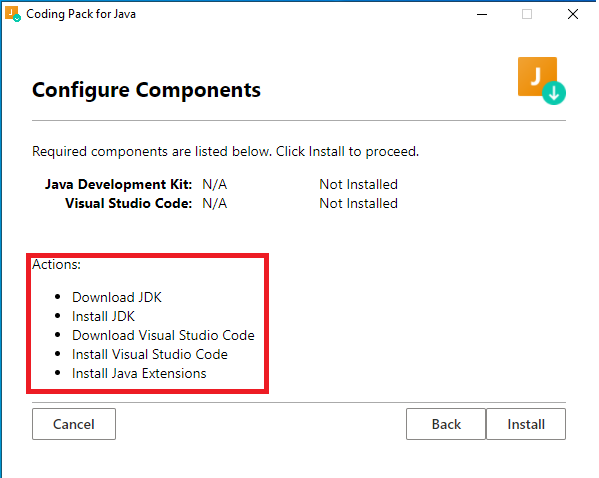 Coding Pack for Java
J
Configure Components
Required components are listed below. Click Install to proceed.
Java Development Kit: N/A Not Installed
Visual Studio Code: N/A Not Installed
Actions:
• Download JDK
• Install JDK
• Download Visual Studio Code
• Install Visual Studio Code
• Install Java Extensions
Cancel Back Install